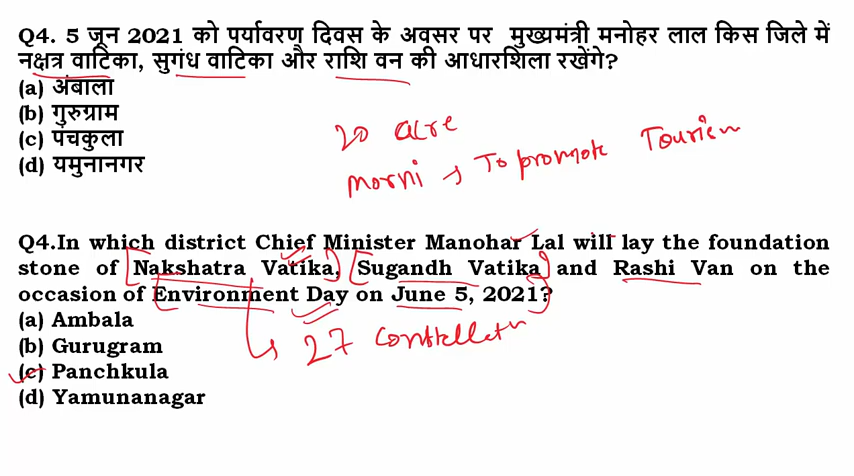 Q4. 5 जून 2021 को पर्यावरण दिवस के अवसर पर मुख्यमंत्री मनोहर लाल किस जिले में
नक्षत्र वाटिका, सुगंध वाटिका और राशि वन की आधारशिला रखेंगे?
(a) अंबाला
(b) गुरुग्राम
(c) पंचकुला
(d) यमुनानगर
20 acre
morni → To promote Tourism
Q4.In which district Chief Minister Manohar Lal will lay the foundation
stone of Nakshatra Vatika, Sugandh Vatika and Rashi Van on the
occasion of Environment Day on June 5, 2021?
(a) Ambala
(b) Gurugram
(c) Panchkula
(d) Yamunanagar
27 constellatn